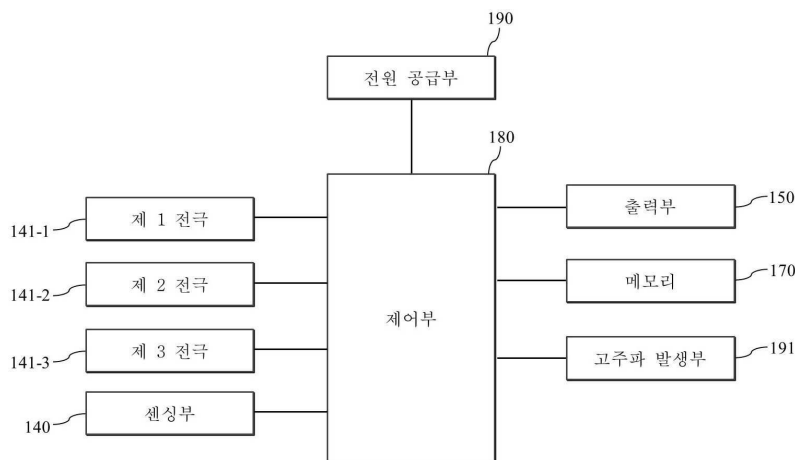 190
전원 공급부
180
제 1 전극
141-1
제 2 전극
141-2
제 3 전극
141-3
센싱부
140
제어부
출력부
150
메모리
170
고주파 발생부
191